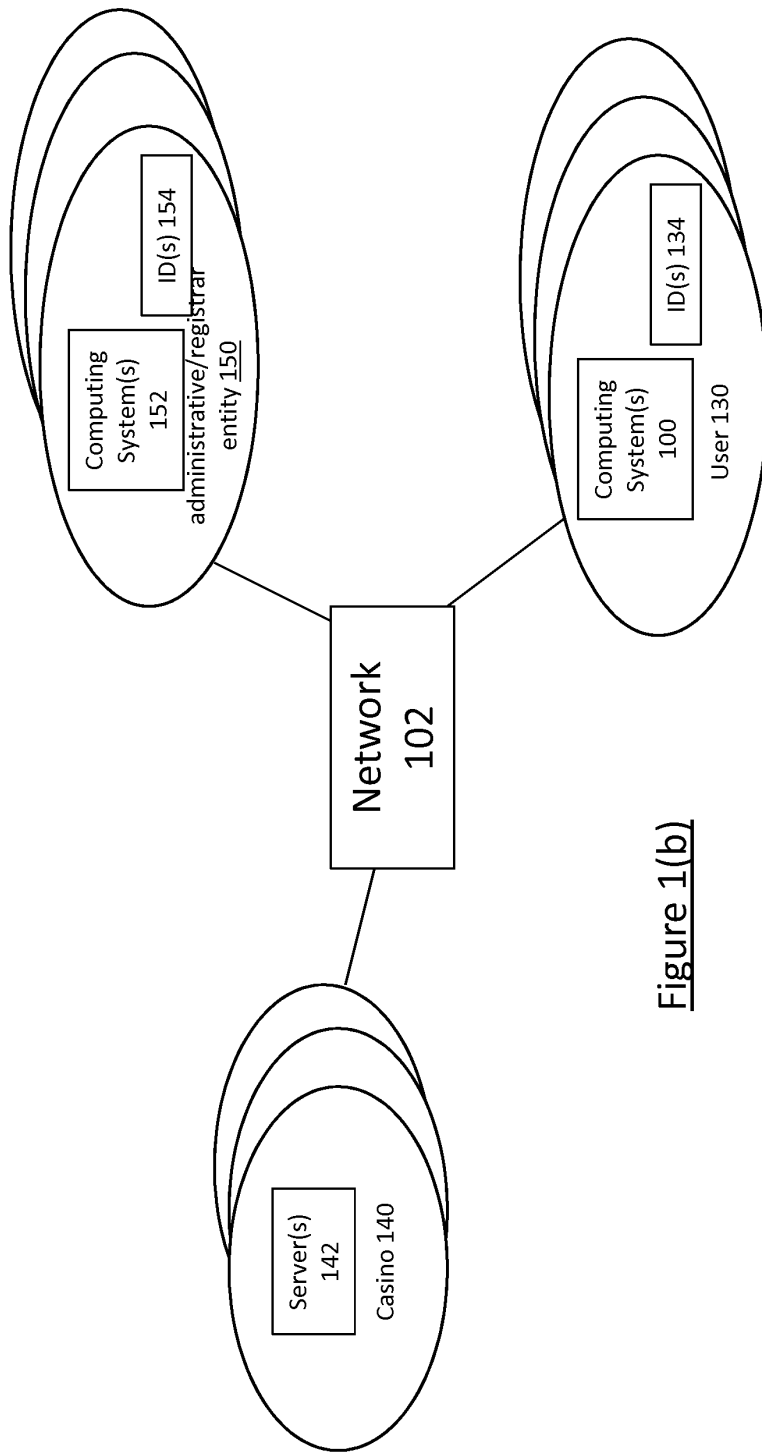 Server(s)
142
Casino 140
Network
102
Computing
System(s)
152
ID(s) 154
administrative/registrar
entity 150
Computing
System(s)
100
ID(s) 134
User 130
Figure 1(b)